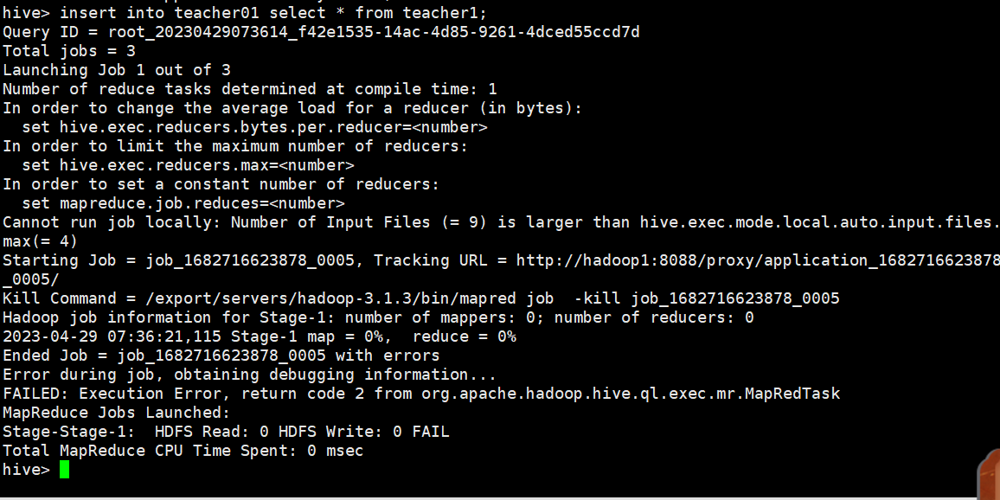 hive> insert into teacher01 select * from teacher1;
Query ID = root_20230429073614_f42e1535-14ac-4d85-9261-4dced55ccd7d
Total jobs = 3
Launching Job 1 out of 3
Number of reduce tasks determined at compile time: 1
In order to change the average load for a reducer (in bytes):
  set hive.exec.reducers.bytes.per.reducer=<number>
In order to limit the maximum number of reducers:
  set hive.exec.reducers.max=<number>
In order to set a constant number of reducers:
  set mapreduce.job.reduces=<number>
Cannot run job locally: Number of Input Files (= 9) is larger than hive.exec.mode.local.auto.input.files.
max(= 4)
Starting Job = job_1682716623878_0005, Tracking URL = http://hadoop1:8088/proxy/application_1682716623878
_0005/
Kill Command = /export/servers/hadoop-3.1.3/bin/mapred job  -kill job_1682716623878_0005
Hadoop job information for Stage-1: number of mappers: 0; number of reducers: 0
2023-04-29 07:36:21,115 Stage-1 map = 0%,  reduce = 0%
Ended Job = job_1682716623878_0005 with errors
Error during job, obtaining debugging information...
FAILED: Execution Error, return code 2 from org.apache.hadoop.hive.ql.exec.mr.MapRedTask
MapReduce Jobs Launched:
Stage-Stage-1:  HDFS Read: 0 HDFS Write: 0 FAIL
Total MapReduce CPU Time Spent: 0 msec
hive>